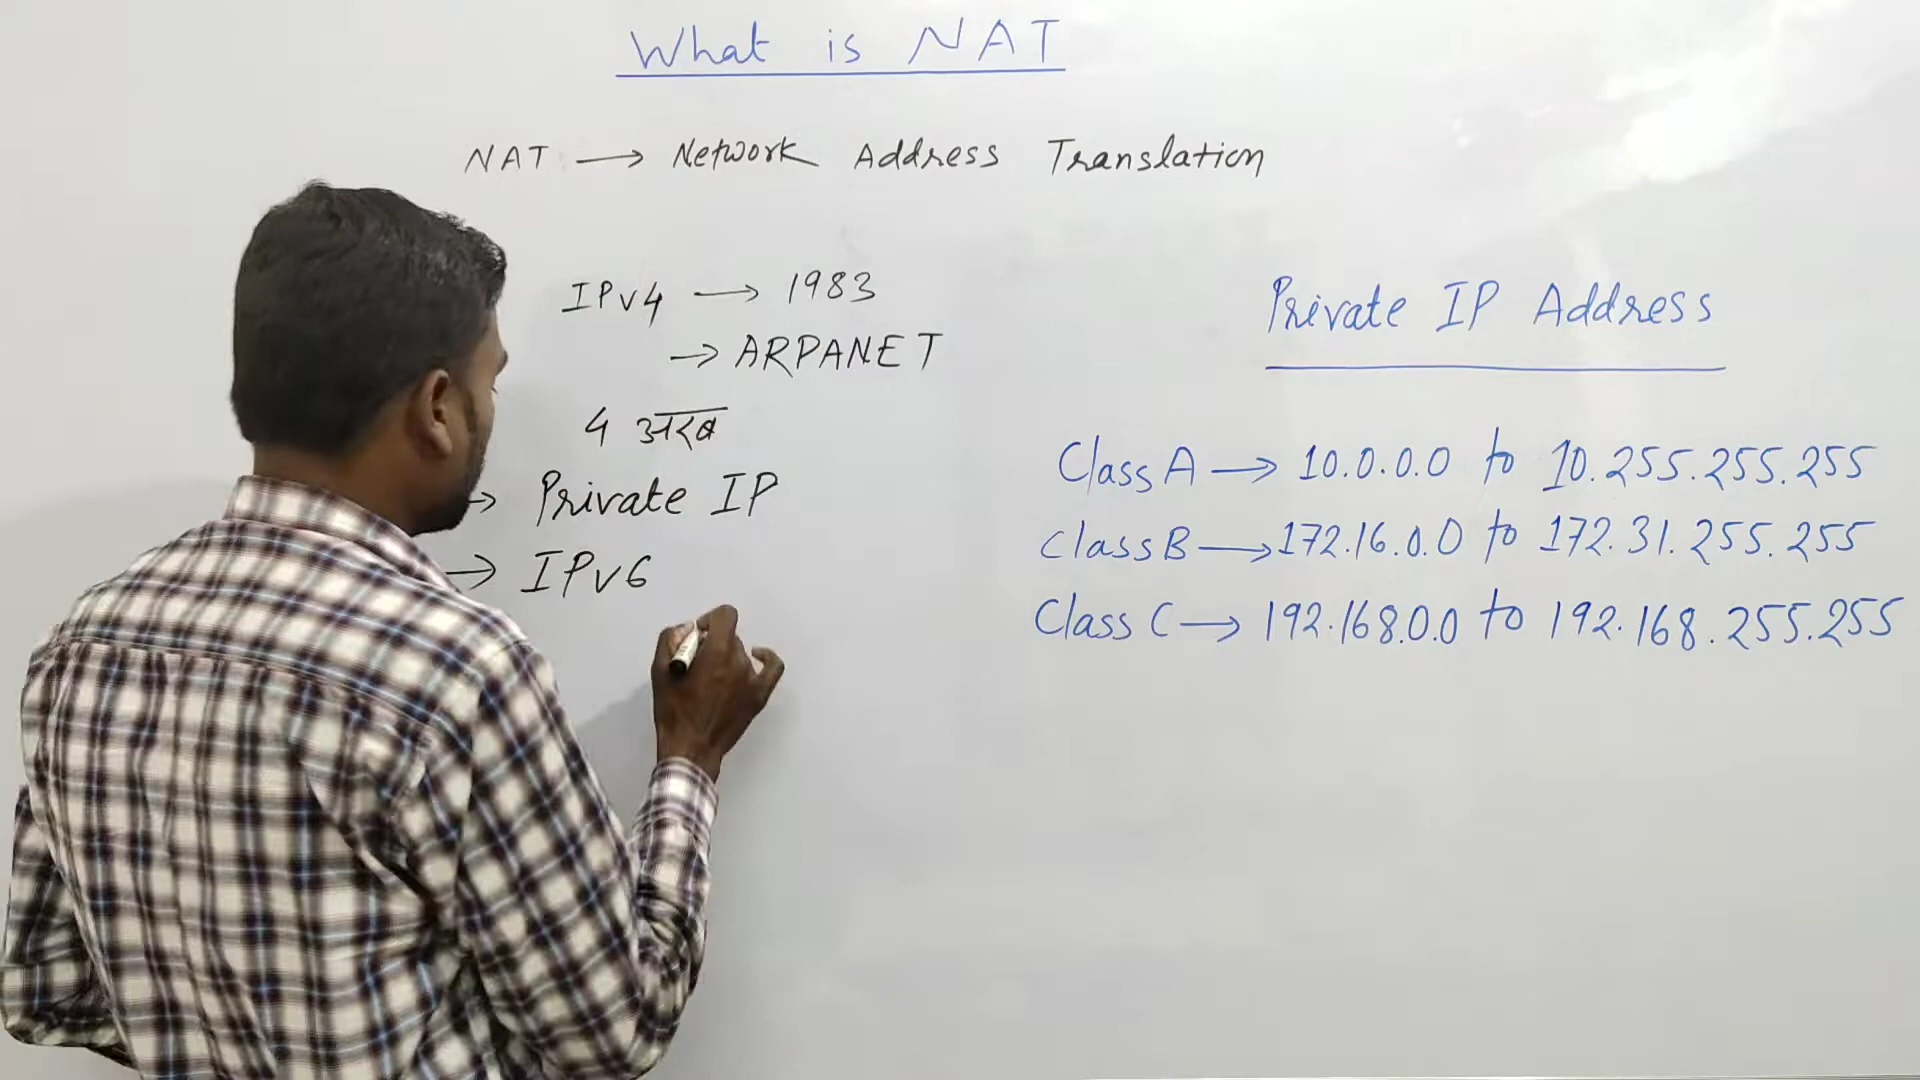 What is NAT
NAT → Network Address Translation
IPv4 → 1983
→ ARPANET
4 अरब
→ Private IP
→ IPv6
Private IP Address
Class A → 10.0.0.0 to 10.255.255.255
Class B → 172.16.0.0 to 172.31.255.255
Class C → 192.168.0.0 to 192.168.255.255